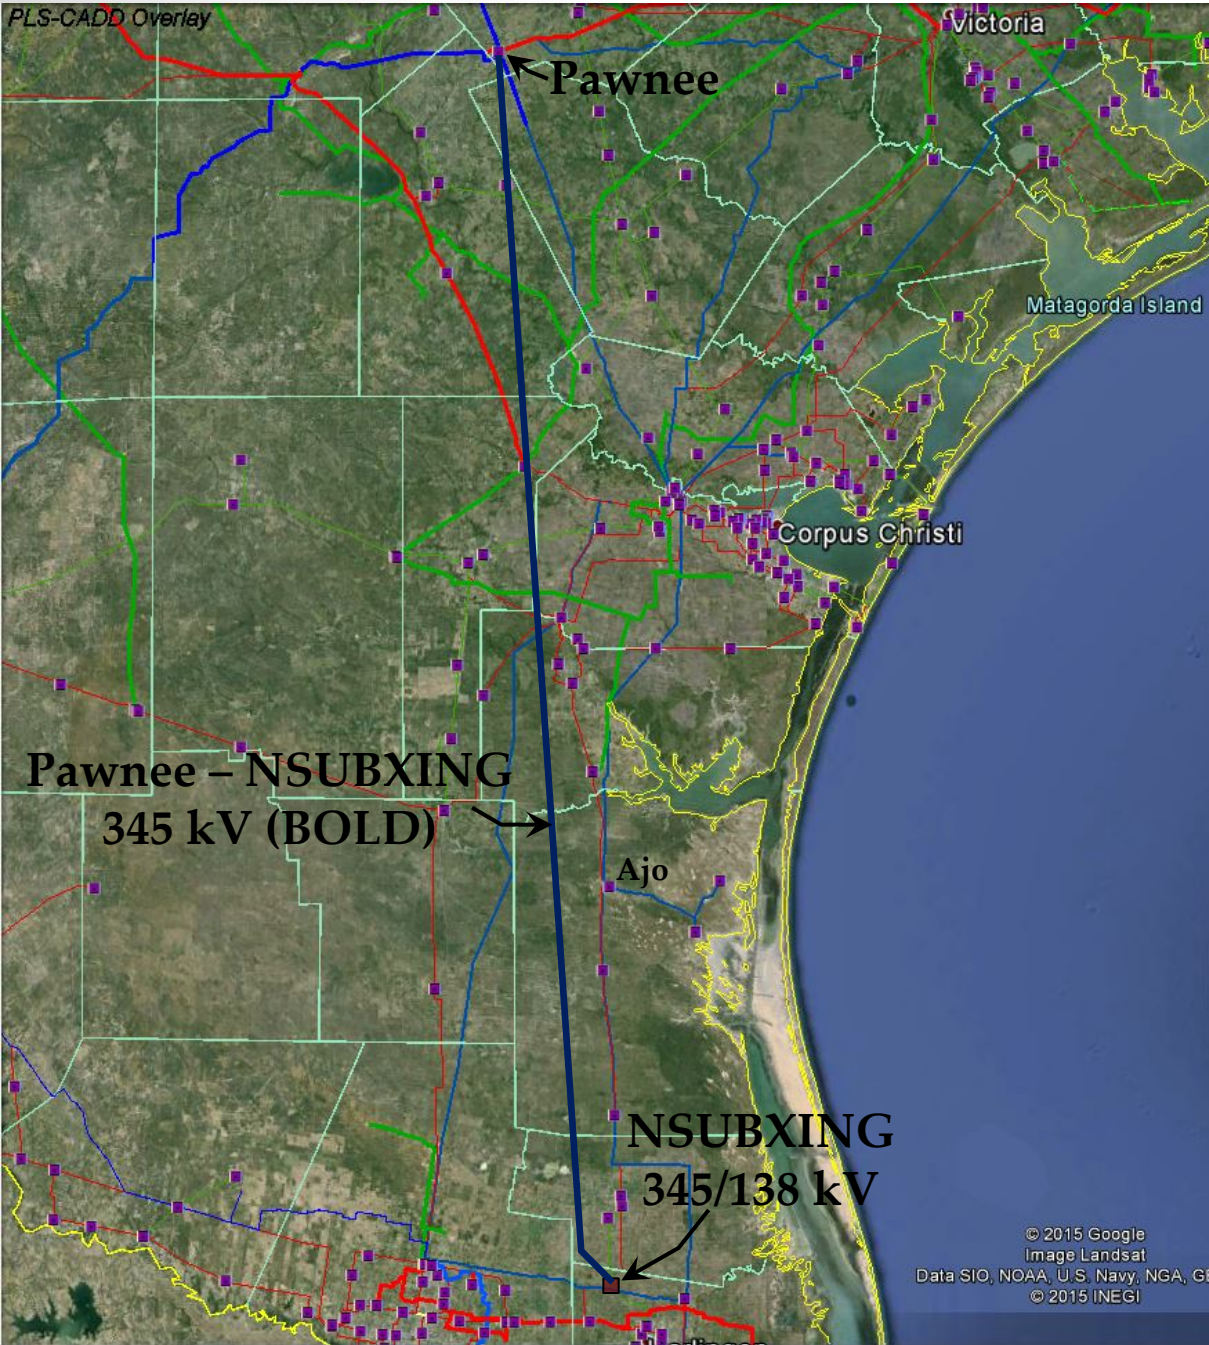 PLS-CADD Overlay
Victoria
Pawnee
Matagorda Island
Corpus Christi
Pawnee – NSUBXING
345 kV (BOLD)
Ajo
NSUBXING
345/138 kV
© 2015 Google
Image Landsat
Data SIO, NOAA, U.S. Navy, NGA,
© 2015 INEGI